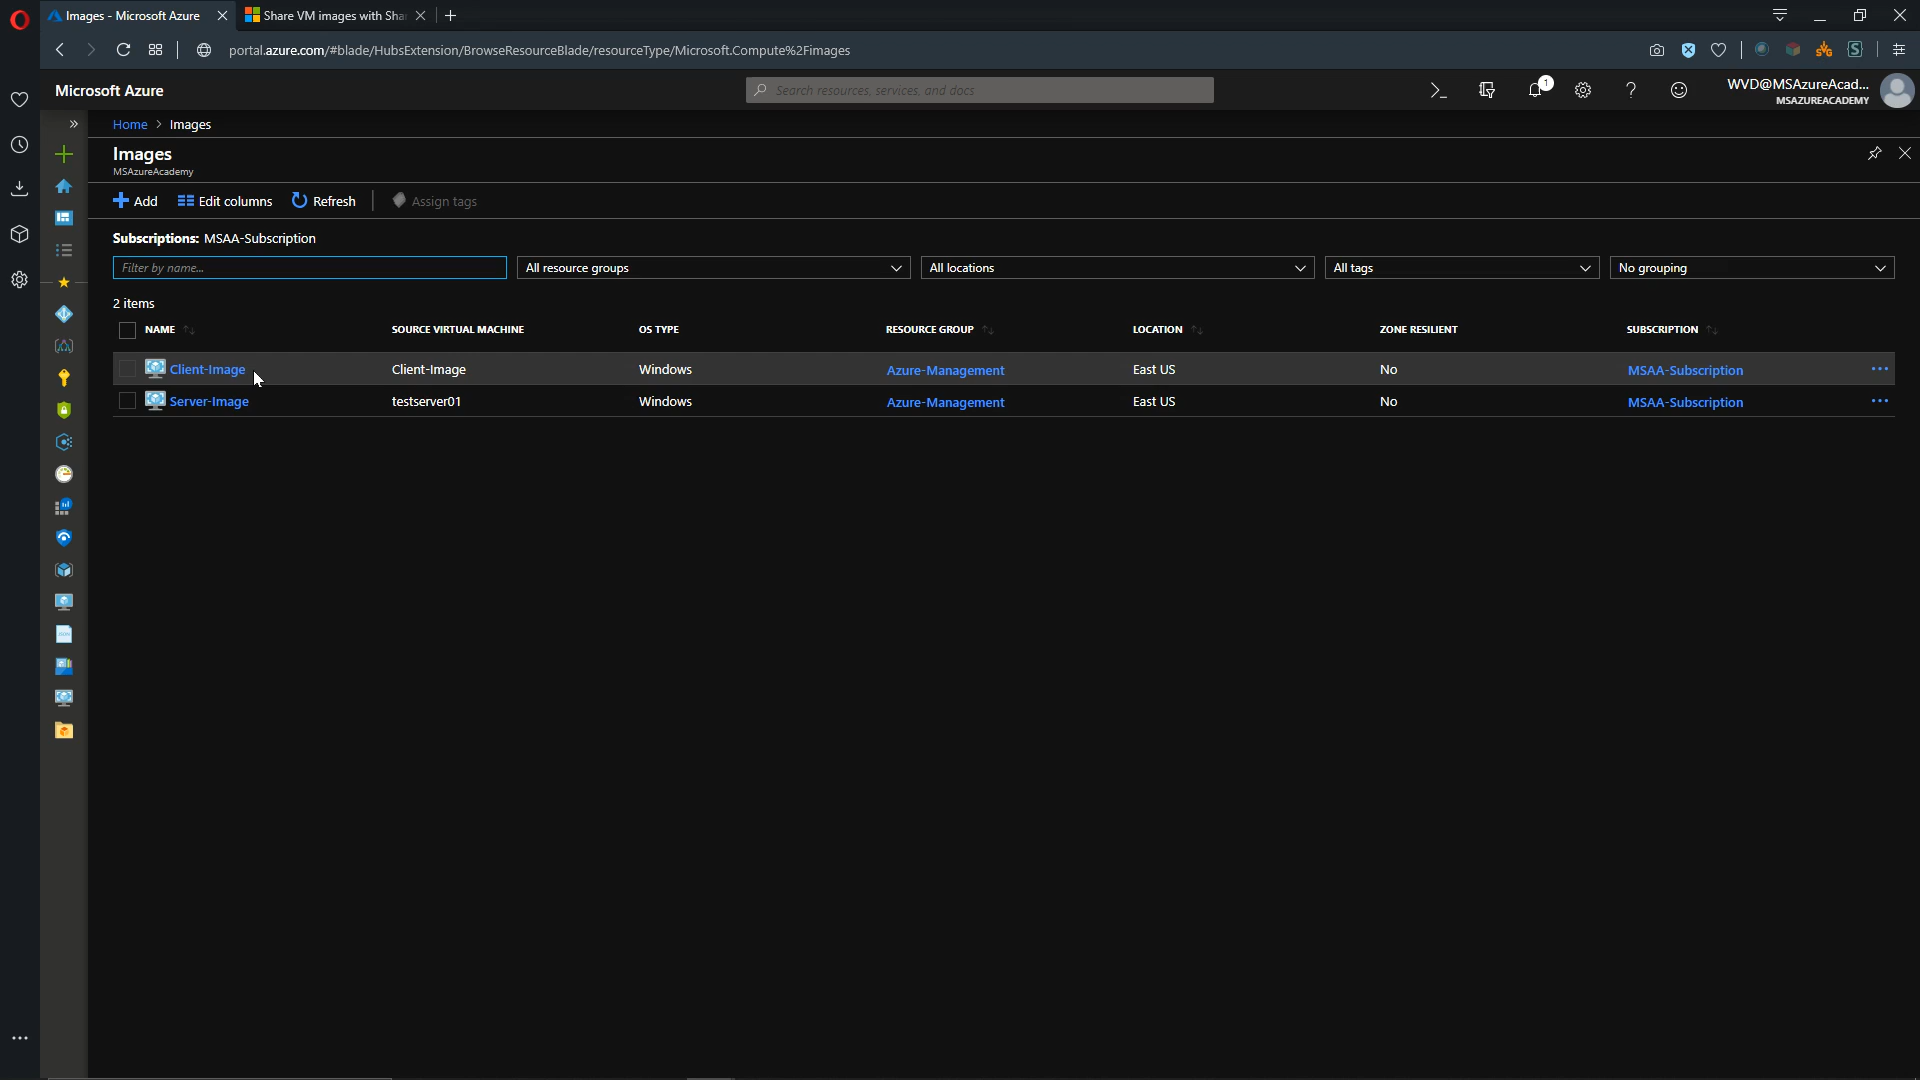 Images - Microsoft Azure
Share VM images with Sha
portal.azure.com/#blade/HubsExtension/BrowseResourceBlade/resourceType/Microsoft.Compute%2Fimages
Microsoft Azure
Search resources, services, and docs
1
WVD@MSAzureAcad...
MSAZUREACADEMY
Home > Images
Images
MSAzureAcademy
Add Edit columns Refresh Assign tags
Subscriptions: MSAA-Subscription
Filter by name... All resource groups All locations All tags No grouping
2 items
NAME SOURCE VIRTUAL MACHINE OS TYPE RESOURCE GROUP LOCATION ZONE RESILIENT SUBSCRIPTION
Client-Image Client-Image Windows Azure-Management East US No MSAA-Subscription ...
Server-Image testserver01 Windows Azure-Management East US No MSAA-Subscription ...